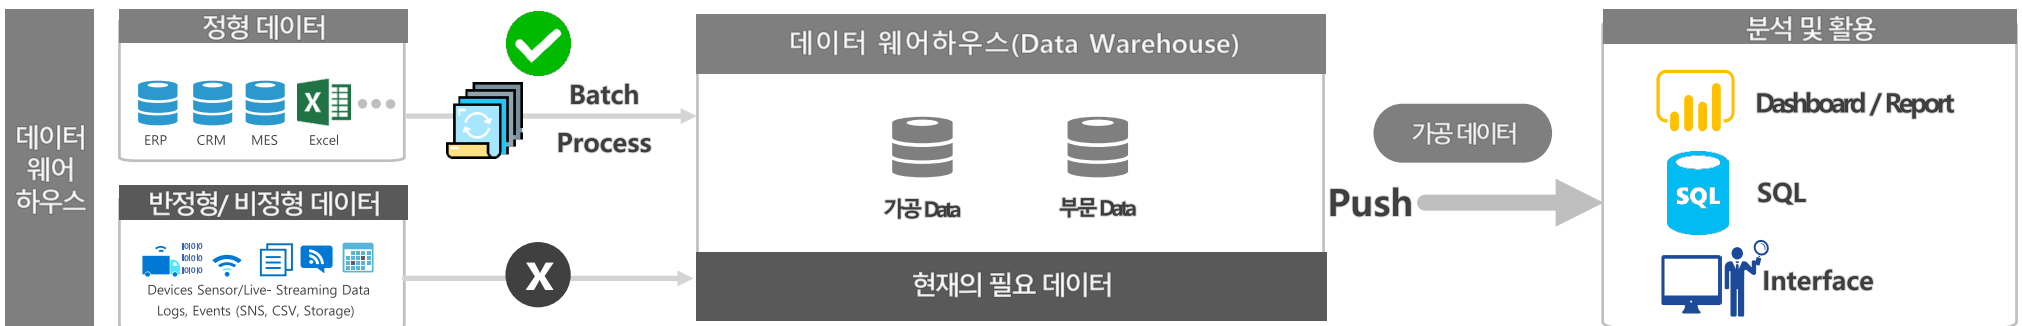 데이터
웨어
하우스
정형 데이터
ERP CRM MES Excel
Batch
Process
반정형/ 비정형 데이터
Devices Sensor/Live- Streaming Data
Logs, Events (SNS, CSV, Storage)
X
데이터 웨어하우스(Data Warehouse)
가공 Data 부문 Data
현재의 필요 데이터
가공 데이터
Push
분석 및 활용
Dashboard / Report
SQL SQL
Interface